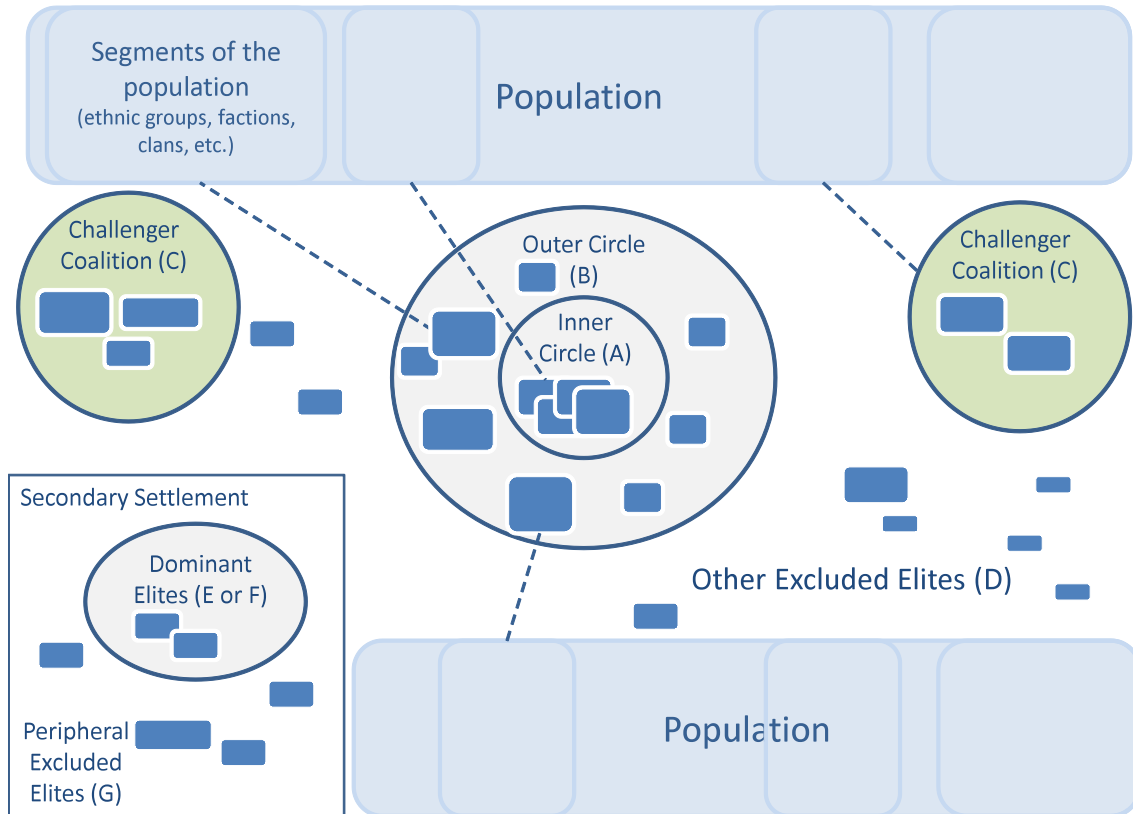 Segments of the
population
(ethnic groups, factions,
clans, etc.)
Population
Challenger
Coalition (C)
Outer Circle
(B)
Inner
Circle (A)
Challenger
Coalition (C)
Secondary Settlement
Dominant
Elites (E or F)
Other Excluded Elites (D)
Peripheral
Excluded
Elites (G)
Population